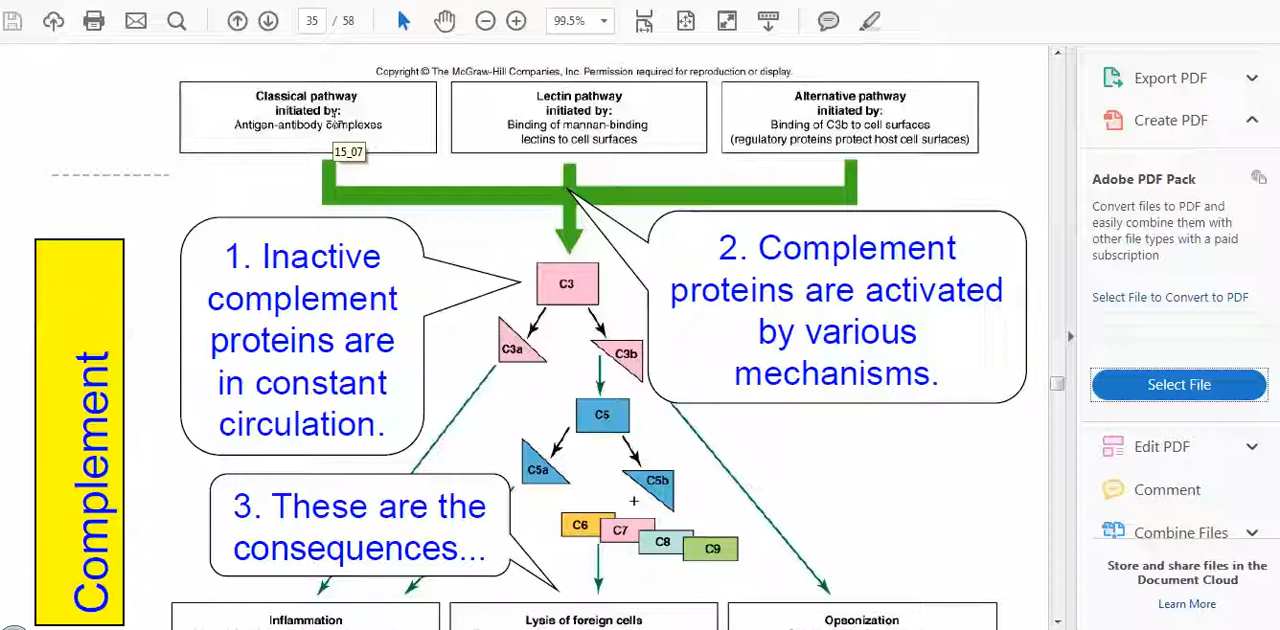 35 / 58
99.5%
Copyright © The McGraw-Hill Companies, Inc. Permission required for reproduction or display.
Classical pathway
initiated by:
Antigen-antibody complexes
Lectin pathway
initiated by:
Binding of mannan-binding
lectins to cell surfaces
Alternative pathway
initiated by:
Binding of C3b to cell surfaces
(regulatory proteins protect host cell surfaces)
15_07
Complement
1. Inactive
complement
proteins are
in constant
circulation.
2. Complement
proteins are activated
by various
mechanisms.
C3
C3a
C3b
C5
C5a
C5b
+
C6
C7
C8
C9
3. These are the
consequences...
Inflammation
Lysis of foreign cells
Opsonization
Export PDF
Create PDF
Adobe PDF Pack
Convert files to PDF and
easily combine them with
other file types with a paid
subscription
Select File to Convert to PDF
Select File
Edit PDF
Comment
Combine Files
Store and share files in the
Document Cloud
Learn More